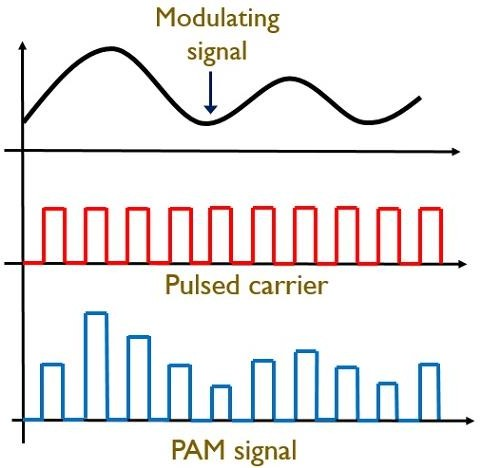 Modulating
signal
Pulsed carrier
PAM signal